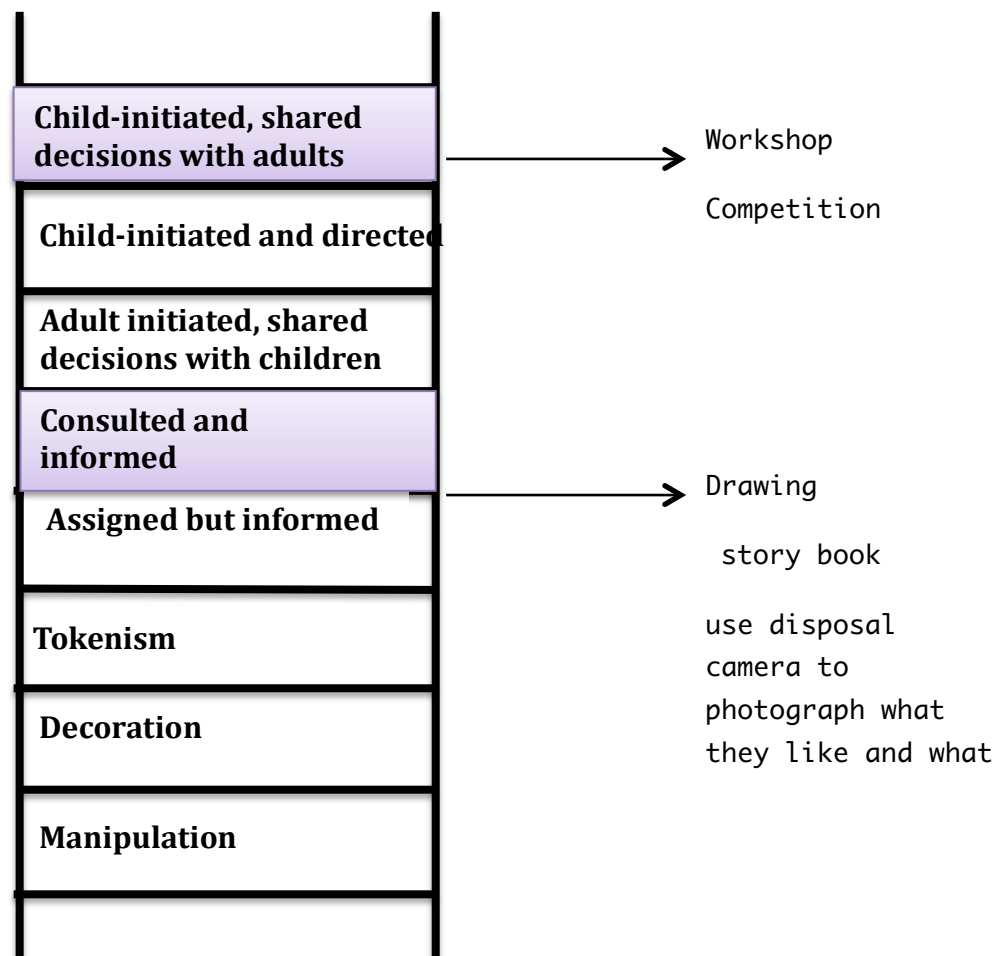 Child-initiated, shared
decisions with adults
Workshop
Competition
Child-initiated and directed
Adult initiated, shared
decisions with children
Consulted and
informed
Assigned but informed
Drawing
story book
use disposal
camera to
photograph what
they like and what
Tokenism
Decoration
Manipulation